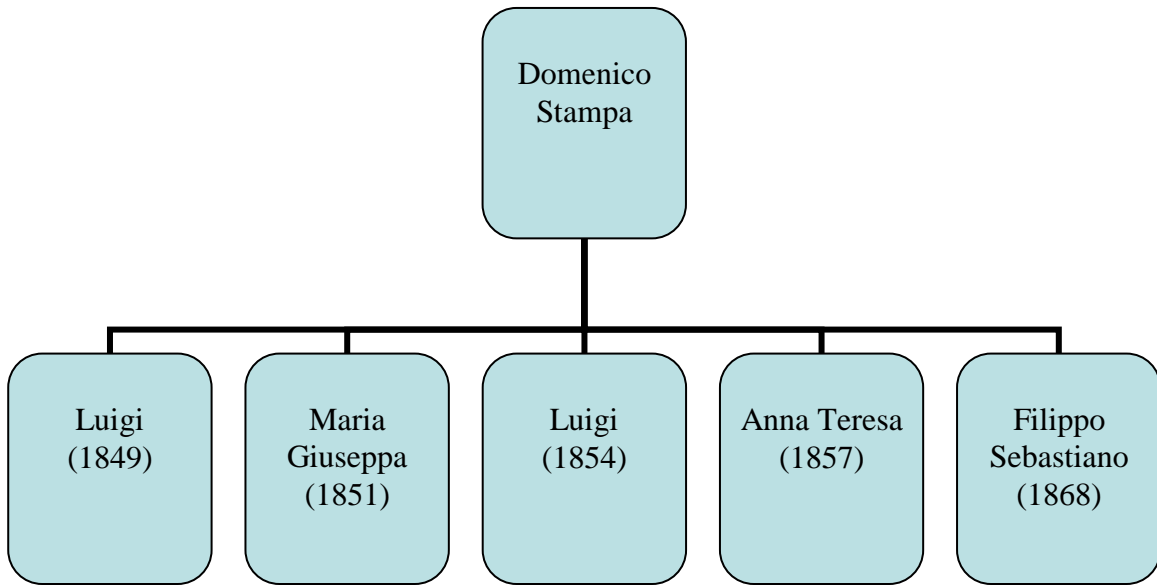 Domenico
Stampa
Luigi
(1849)
Maria
Giuseppa
(1851)
Luigi
(1854)
Anna Teresa
(1857)
Filippo
Sebastiano
(1868)